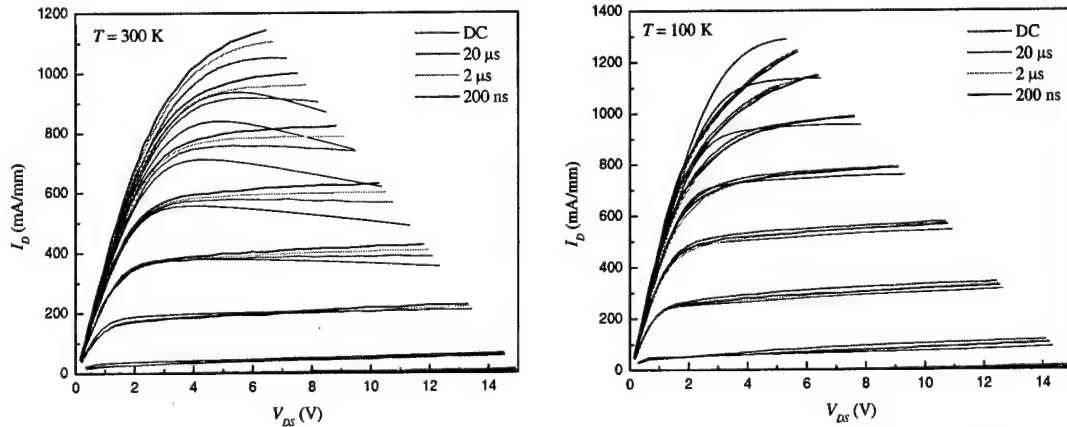 T = 300 K
DC
20 µs
2 µs
200 ns
1200
1000
800
600
400
200
0
0 2 4 6 8 10 12 14
I_D (mA/mm)
V_DS (V)
T = 100 K
DC
20 µs
2 µs
200 ns
1400
1200
1000
800
600
400
200
0
0 2 4 6 8 10 12 14
I_D (mA/mm)
V_DS (V)